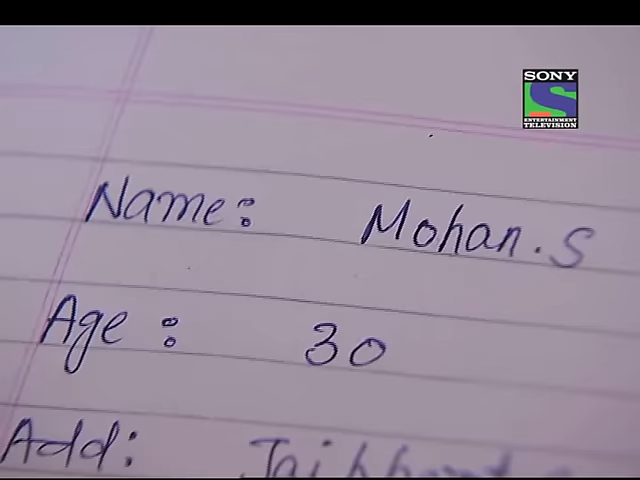 SONY
ENTERTAINMENT
TELEVISION
Name: Mohan.S
Age: 30
Add: